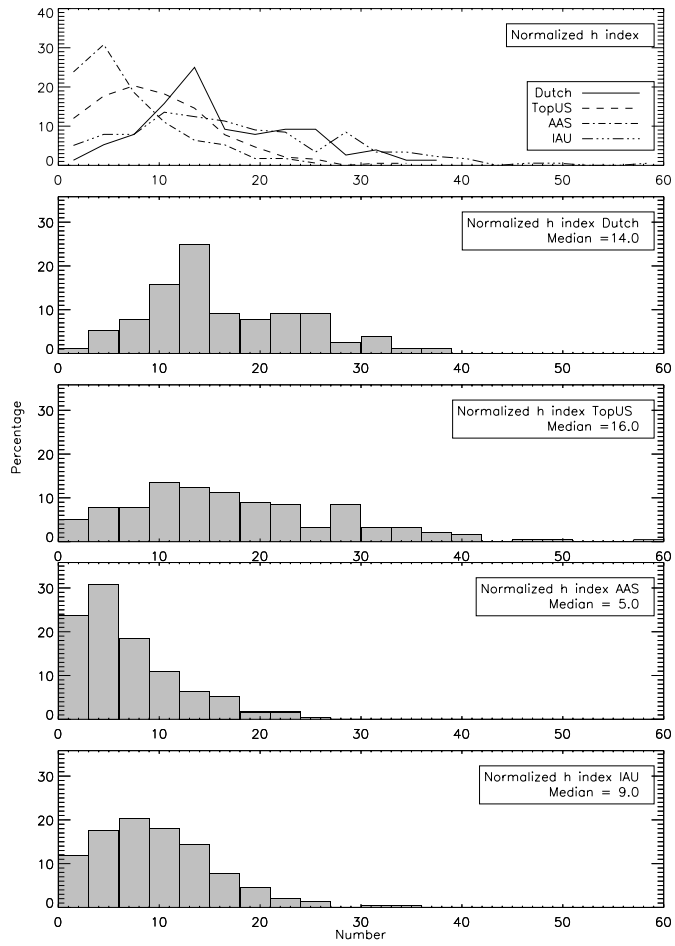 40
30
20
10
0
Normalized h index
Dutch
TopUS
AAS
IAU
0 10 20 30 40 50 60
30
20
10
0
Normalized h index Dutch
Median =14.0
0 10 20 30 40 50 60
Percentage
30
20
10
0
Normalized h index TopUS
Median =16.0
0 10 20 30 40 50 60
30
20
10
0
Normalized h index AAS
Median = 5.0
0 10 20 30 40 50 60
30
20
10
0
Normalized h index IAU
Median = 9.0
0 10 20 30 40 50 60
Number